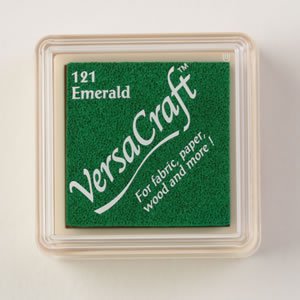 121
Emerald
VersaCraft™
For fabric, paper,
wood and more !